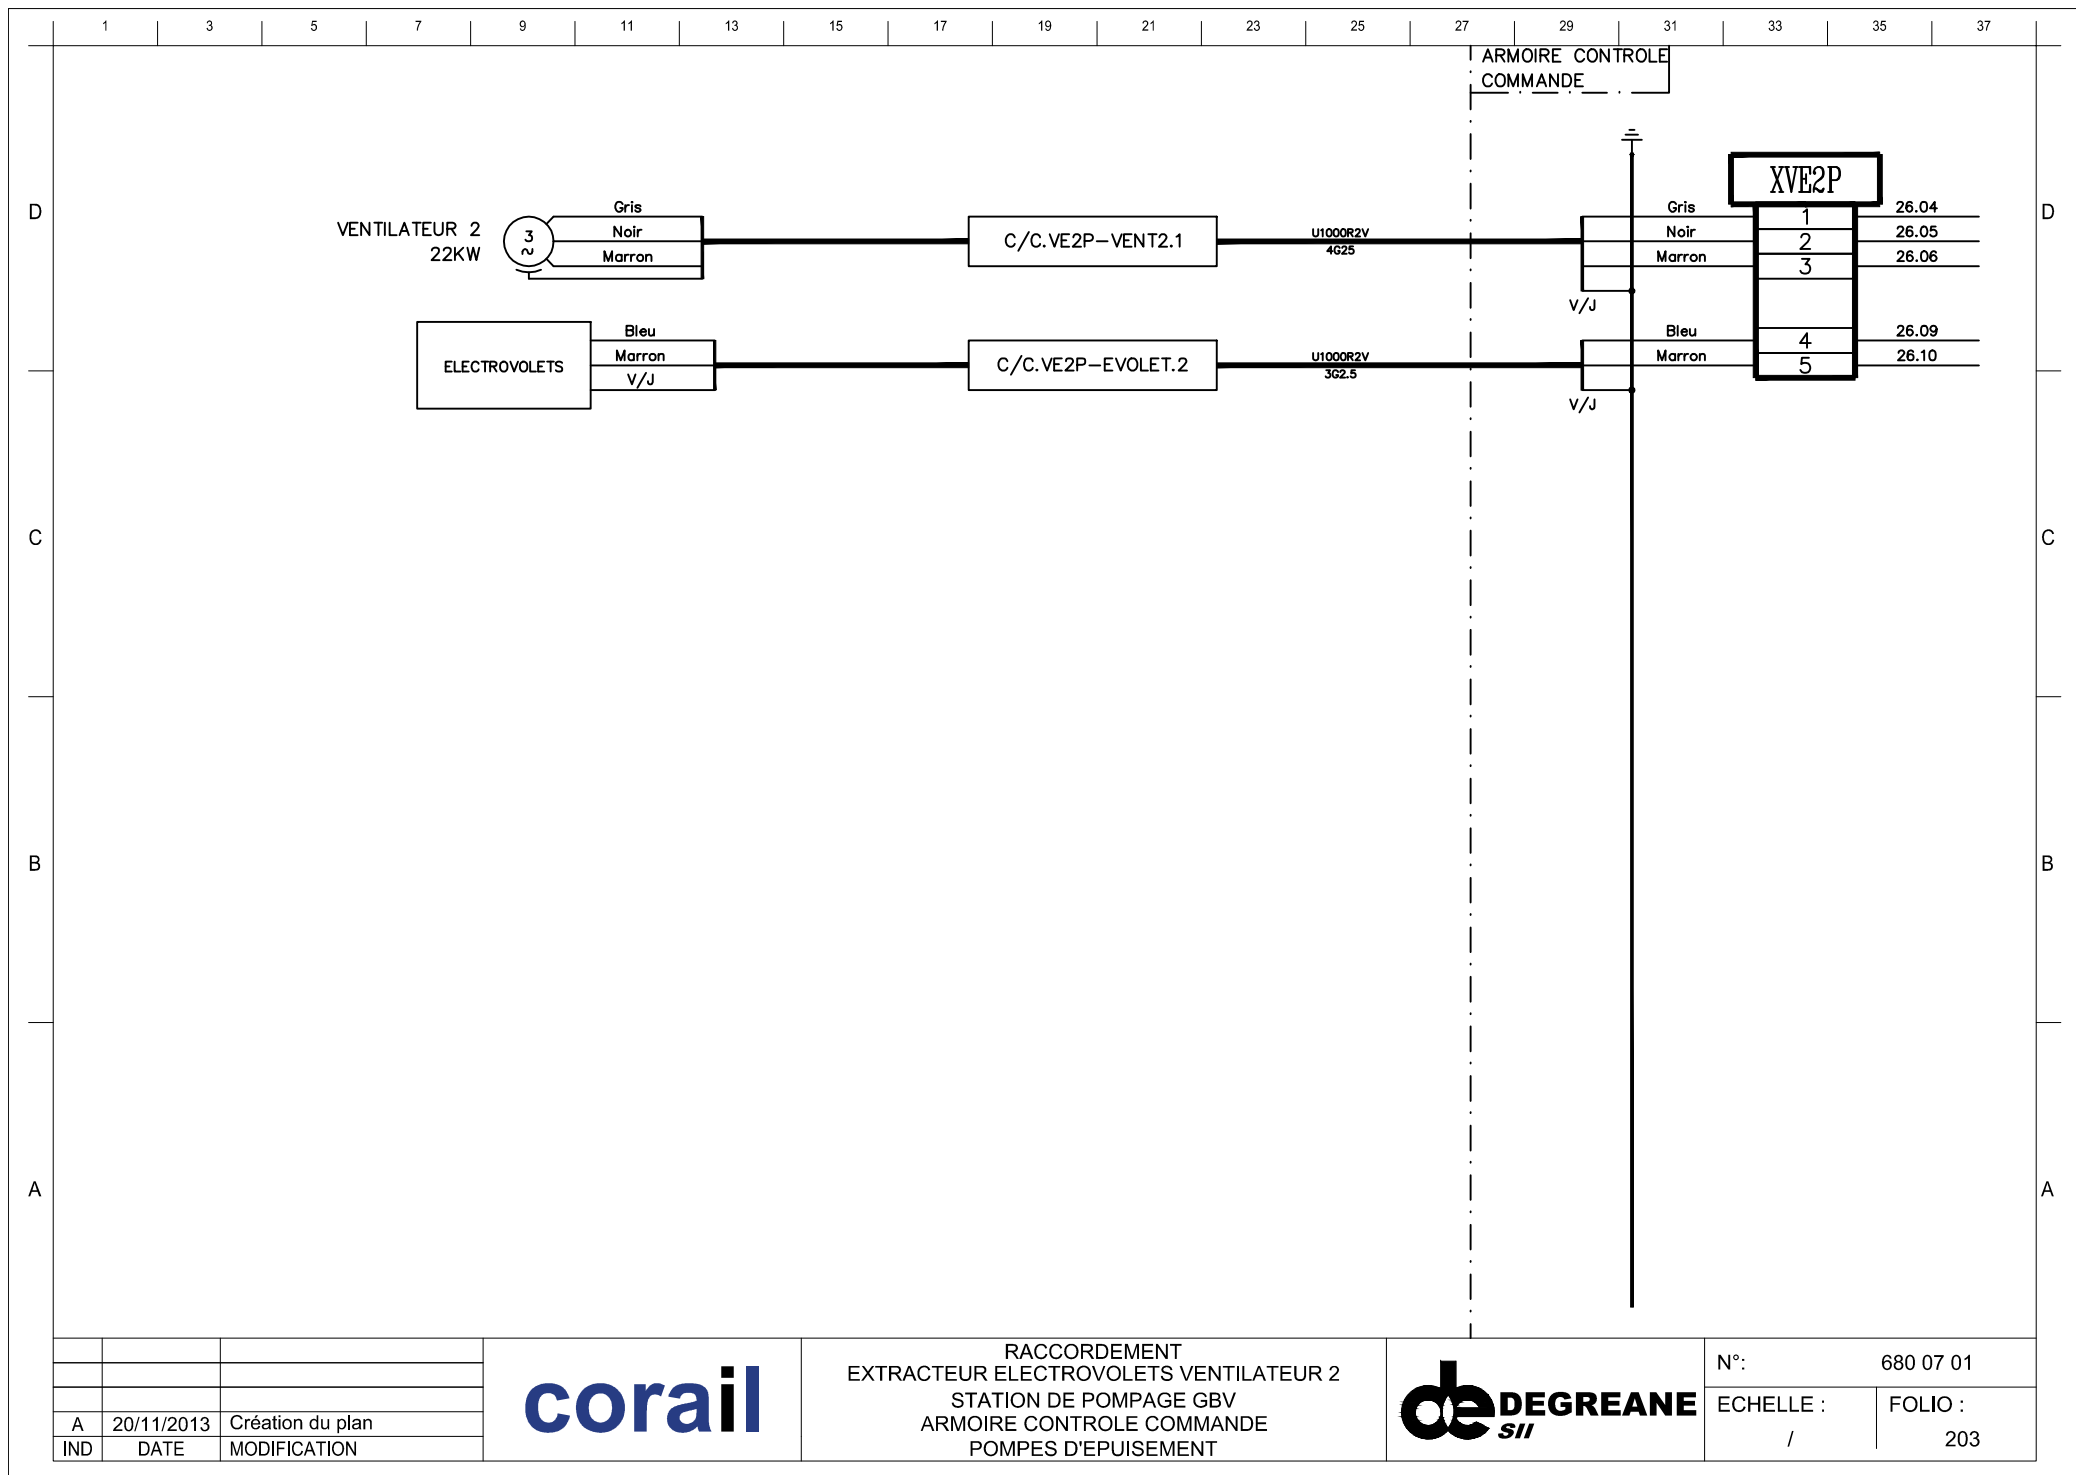 1 3 5 7 9 11 13 15 17 19 21 23 25 27 29 31 33 35 37
ARMOIRE CONTROLE
COMMANDE
XVE2P
D
D
VENTILATEUR 2
22KW
3
~
Gris
Noir
Marron
C/C.VE2P-VENT2.1
U1000R2V
4G25
Gris
Noir
Marron
V/J
1
2
3
26.04
26.05
26.06
ELECTROVOLETS
Bleu
Marron
V/J
C/C.VE2P-EVOLET.2
U1000R2V
3G2.5
Bleu
Marron
V/J
4
5
26.09
26.10
C
C
B
B
A
A
A 20/11/2013 Création du plan
IND DATE MODIFICATION
corail
RACCORDEMENT
EXTRACTEUR ELECTROVOLETS VENTILATEUR 2
STATION DE POMPAGE GBV
ARMOIRE CONTROLE COMMANDE
POMPES D'EPUISEMENT
de DEGREANE
SII
N°: 680 07 01
ECHELLE :
/
FOLIO :
203